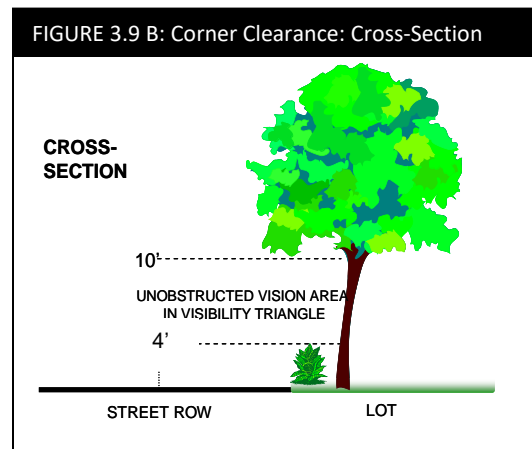 FIGURE 3.9 B: Corner Clearance: Cross-Section
CROSS-
SECTION
10'
UNOBSTRUCTED VISION AREA
IN VISIBILITY TRIANGLE
4'
STREET ROW
LOT